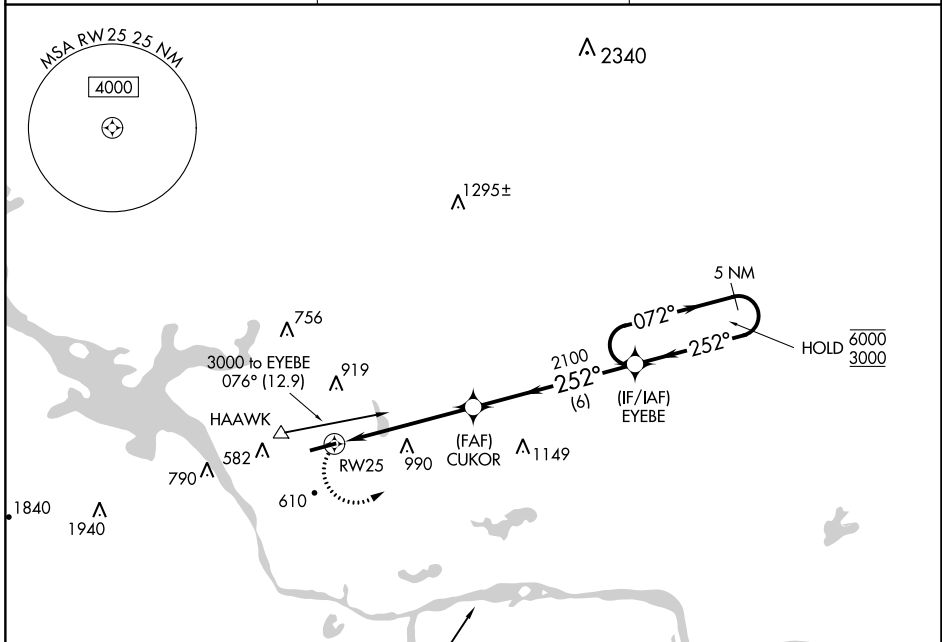 MSA RW25 25 NM
4000
2340
1295±
5 NM
072°
HOLD 6000
3000
252°
756
3000 to EYEBE
076° (12.9)
919
2100
252°
(6)
(IF/IAF)
EYEBE
HAAWK
(FAF)
CUKOR
582
RW25
990
1149
790
610
1840
1940